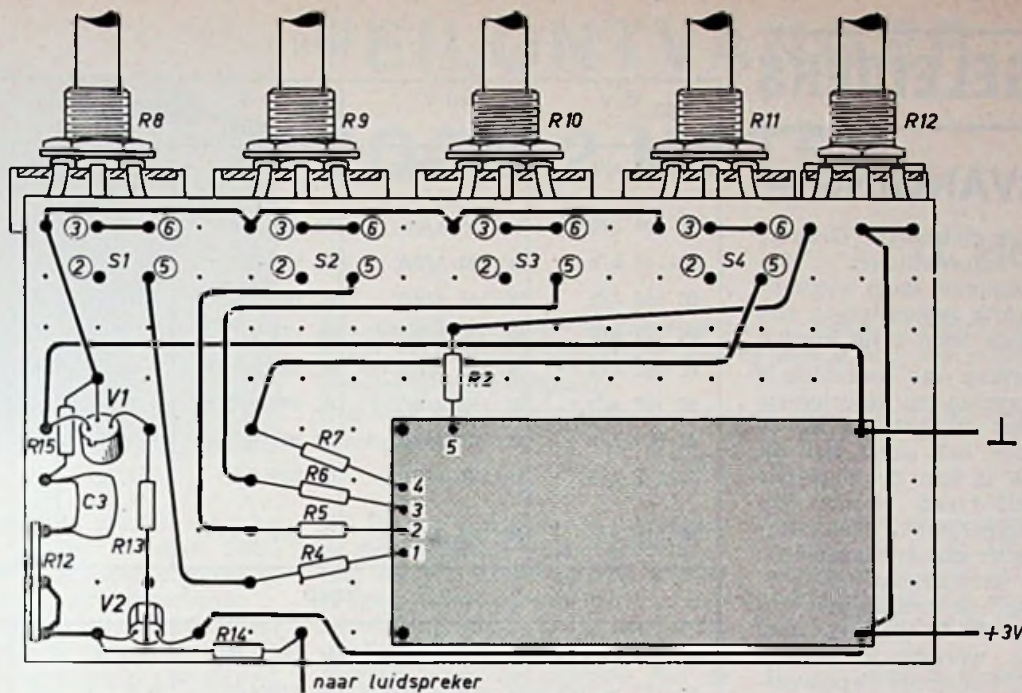 R8 R9 R10 R11 R12
3 6 3 6 3 6 3 6
2 S1 5 2 S2 5 2 S3 5 2 S4 5
R2
V1
R15
5
⊥
R7
4
R6
3
C3
R5
2
R13
R4
1
R12
V2
R14
+3V
naar luidspreker